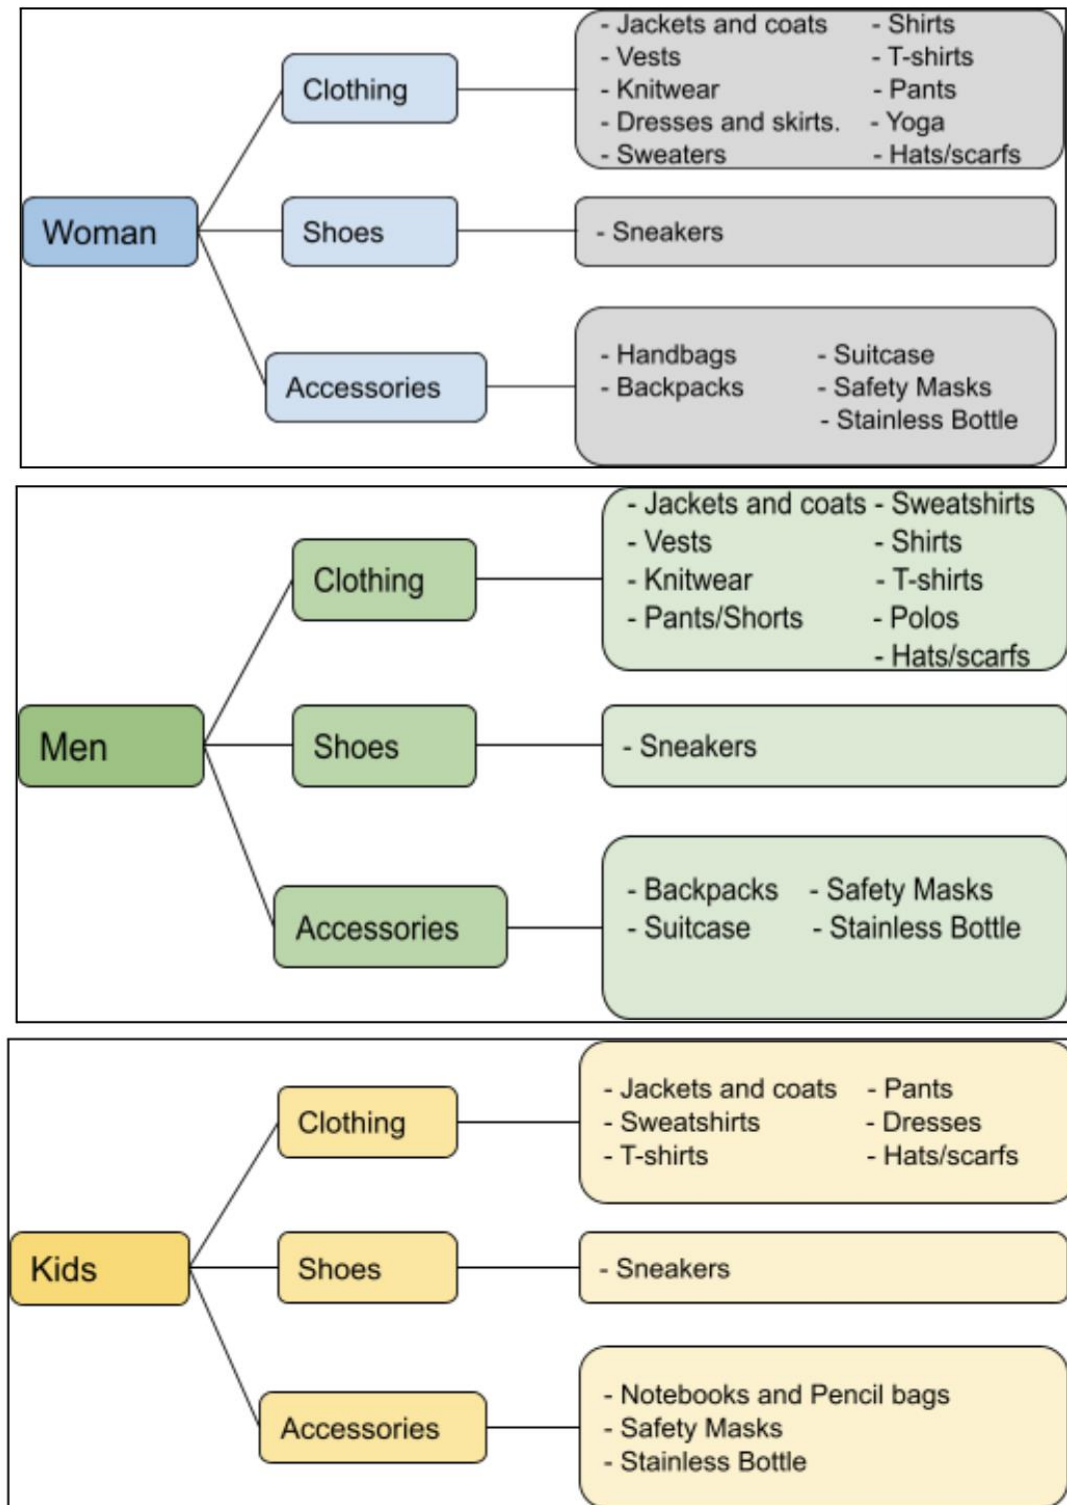 Woman
Clothing
- Jackets and coats - Shirts
- Vests - T-shirts
- Knitwear - Pants
- Dresses and skirts. - Yoga
- Sweaters - Hats/scarfs
Shoes
- Sneakers
Accessories
- Handbags - Suitcase
- Backpacks - Safety Masks
- Stainless Bottle
Men
Clothing
- Jackets and coats - Sweatshirts
- Vests - Shirts
- Knitwear - T-shirts
- Pants/Shorts - Polos
- Hats/scarfs
Shoes
- Sneakers
Accessories
- Backpacks - Safety Masks
- Suitcase - Stainless Bottle
Kids
Clothing
- Jackets and coats - Pants
- Sweatshirts - Dresses
- T-shirts - Hats/scarfs
Shoes
- Sneakers
Accessories
- Notebooks and Pencil bags
- Safety Masks
- Stainless Bottle